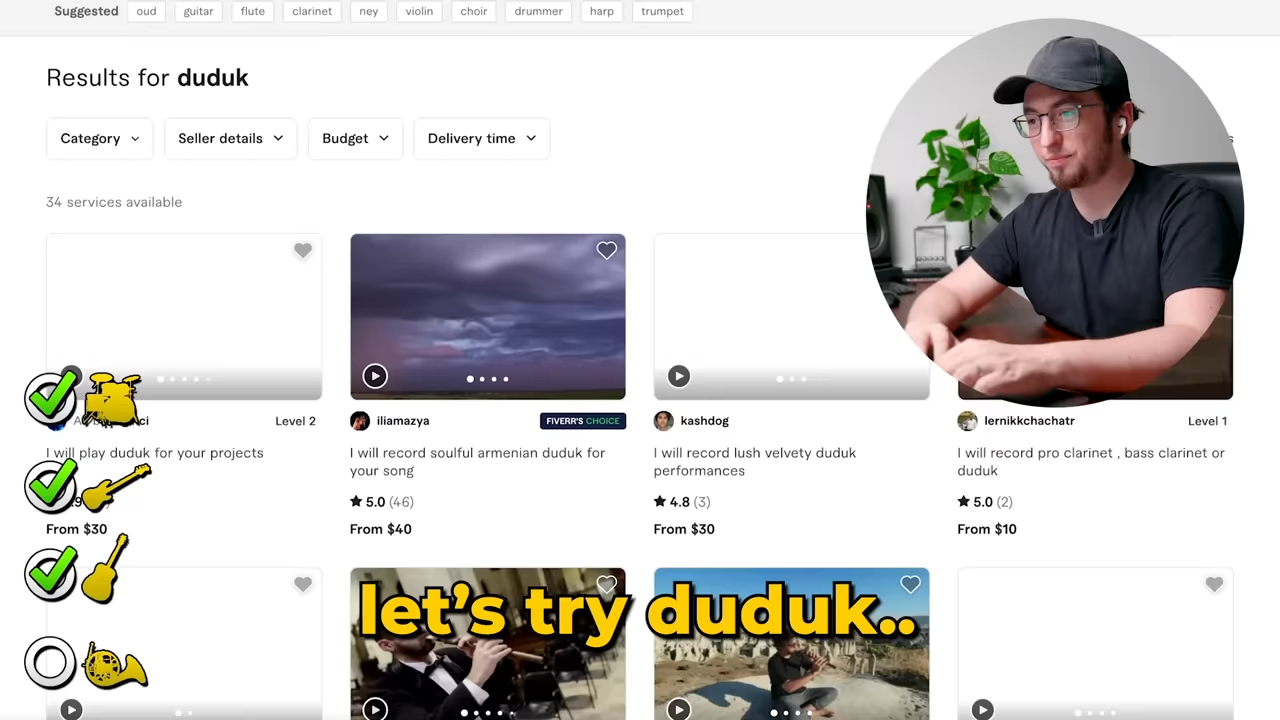 Suggested oud guitar flute clarinet ney violin choir drummer harp trumpet
Results for duduk
Category Seller details Budget Delivery time
34 services available
Level 2
iliamazya FIVERR'S CHOICE
kashdog
lernikkchachatr Level 1
I will play duduk for your projects
I will record soulful armenian duduk for
your song
I will record lush velvety duduk
performances
I will record pro clarinet , bass clarinet or
duduk
5.0 (46)
4.8 (3)
5.0 (2)
From $30
From $40
From $30
From $10
let's try duduk..